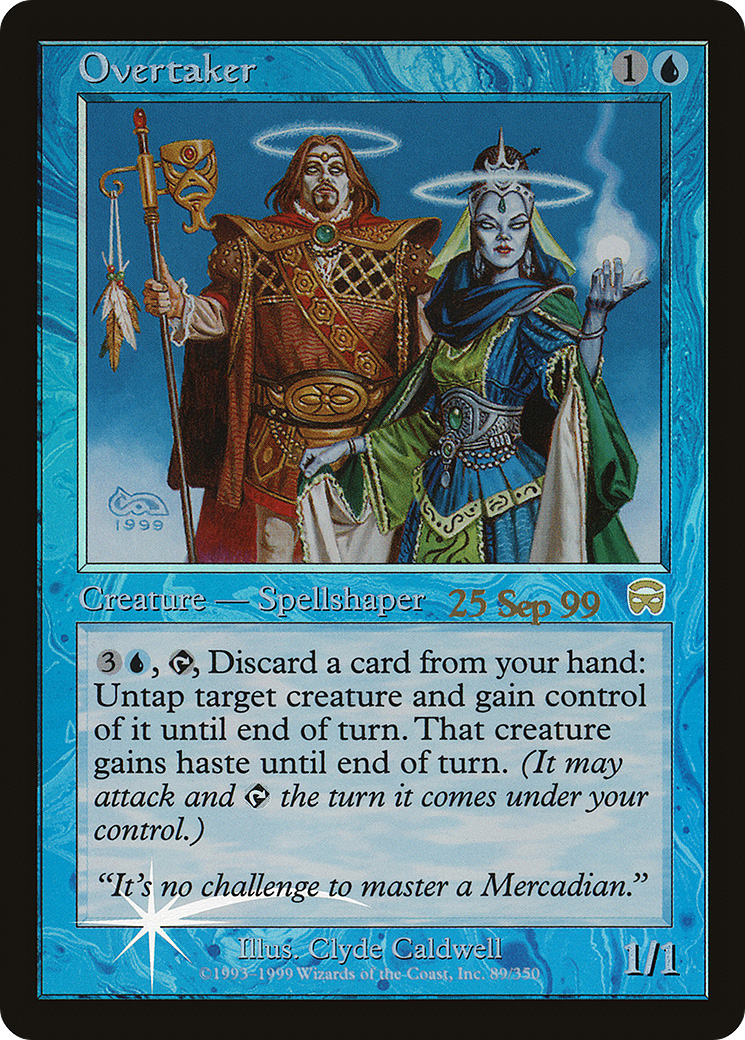 Overtaker 1
1999
Creature — Spellshaper 25 Sep 99
3, , Discard a card from your hand:
Untap target creature and gain control
of it until end of turn. That creature
gains haste until end of turn. (It may
attack and the turn it comes under your
control.)
“It's no challenge to master a Mercadian.”
Illus. Clyde Caldwell
©1993–1999 Wizards of the Coast, Inc. 89/350
1/1